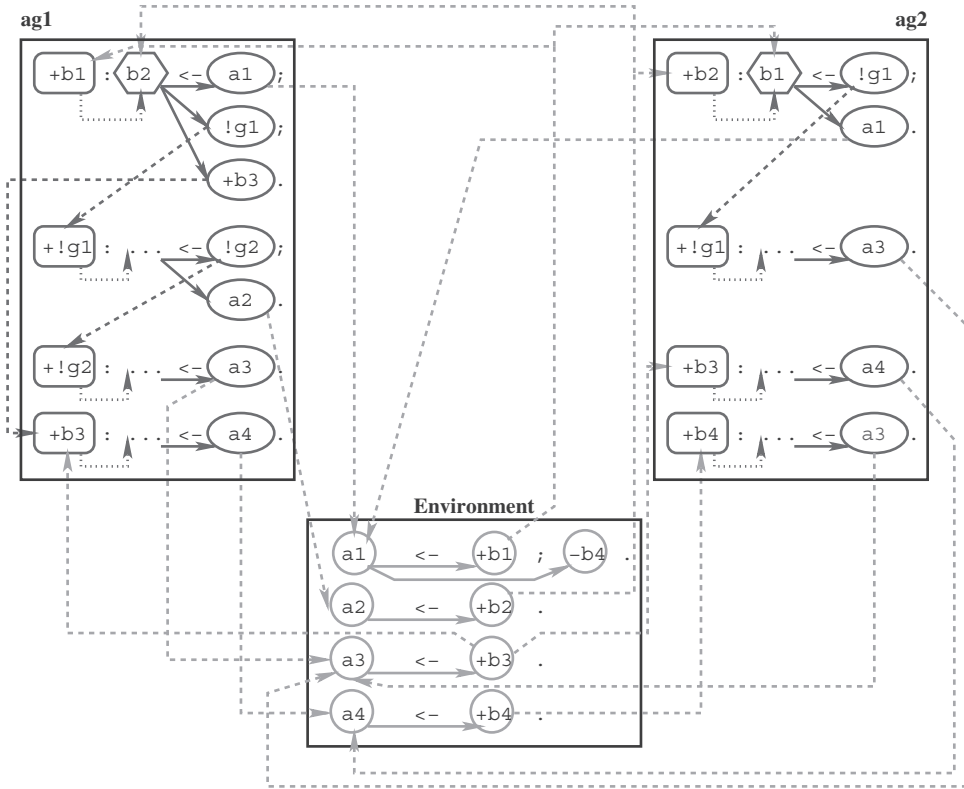 ag1
ag2
+b1 : b2 <- a1 ;
!g1 ;
+b3 .
+!g1 : ... <- !g2 ;
a2 .
+!g2 : ... <- a3 .
+b3 : ... <- a4 .
+b2 : b1 <- !g1 ;
a1 .
+!g1 : ... <- a3 .
+b3 : ... <- a4 .
+b4 : ... <- a3 .
Environment
a1 <- +b1 ; -b4 .
a2 <- +b2 .
a3 <- +b3 .
a4 <- +b4 .